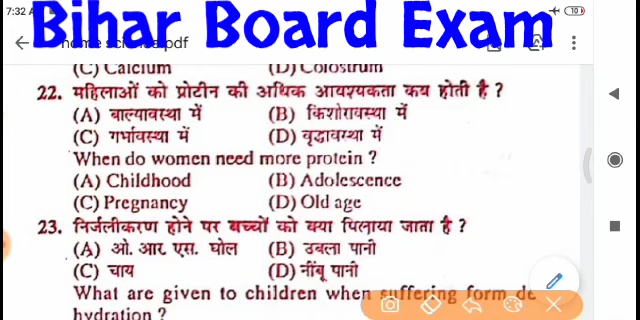 7:32
Bihar Board Exam
home science.pdf
(C) Calcium (D) Colostrum
22. महिलाओं को प्रोटीन की अधिक आवश्यकता कब होती है ?
(A) बाल्यावस्था में (B) किशोरावस्था में
(C) गर्भावस्था में (D) वृद्धावस्था में
When do women need more protein ?
(A) Childhood (B) Adolescence
(C) Pregnancy (D) Old age
23. निर्जलीकरण होने पर बच्चों को क्या पिलाया जाता है ?
(A) ओ. आर. एस. घोल (B) उबला पानी
(C) चाय (D) नींबू पानी
What are given to children when suffering form de
hydration ?